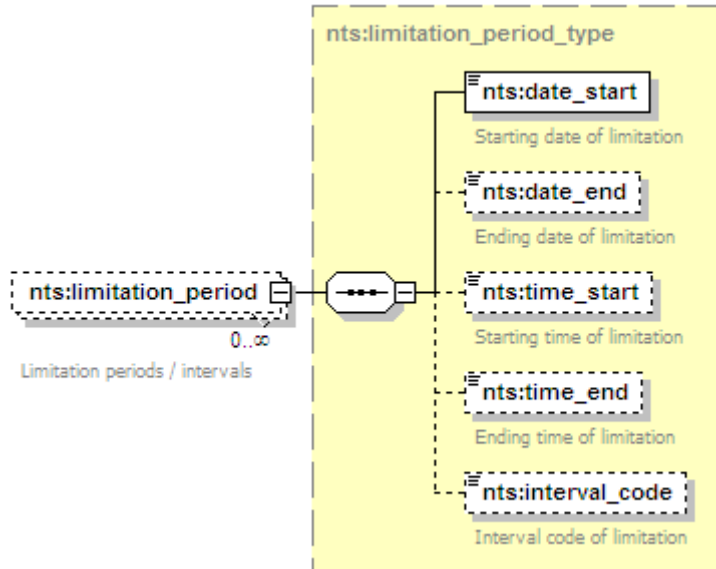 nts:limitation_period_type
nts:date_start
Starting date of limitation
nts:date_end
Ending date of limitation
nts:limitation_period
0..∞
Limitation periods / intervals
nts:time_start
Starting time of limitation
nts:time_end
Ending time of limitation
nts:interval_code
Interval code of limitation